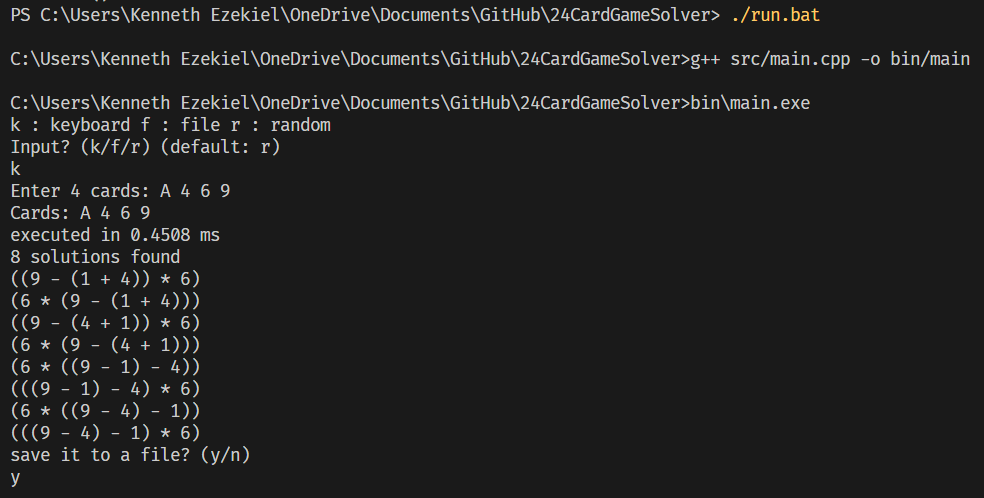 PS C:\Users\Kenneth Ezekiel\OneDrive\Documents\GitHub\24CardGameSolver> ./run.bat
C:\Users\Kenneth Ezekiel\OneDrive\Documents\GitHub\24CardGameSolver>g++ src/main.cpp -o bin/main
C:\Users\Kenneth Ezekiel\OneDrive\Documents\GitHub\24CardGameSolver>bin\main.exe
k : keyboard f : file r : random
Input? (k/f/r) (default: r)
k
Enter 4 cards: A 4 6 9
Cards: A 4 6 9
executed in 0.4508 ms
8 solutions found
((9 - (1 + 4)) * 6)
(6 * (9 - (1 + 4)))
((9 - (4 + 1)) * 6)
(6 * (9 - (4 + 1)))
(6 * ((9 - 1) - 4))
(((9 - 1) - 4) * 6)
(6 * ((9 - 4) - 1))
(((9 - 4) - 1) * 6)
save it to a file? (y/n)
y